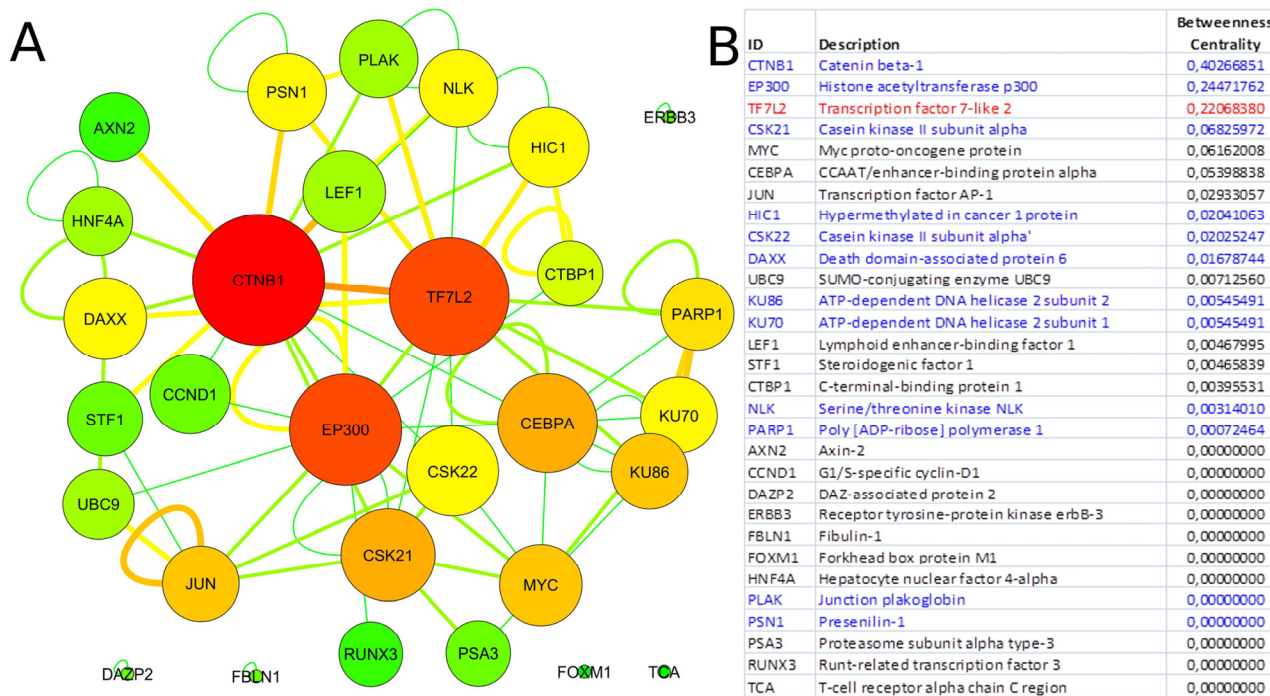 A
PLAK
NLK
PSN1
ERBB3
AXN2
HIC1
LEF1
HNF4A
CTBP1
CTNB1
TF7L2
PARP1
DAXX
CCND1
STF1
KU70
CEBPA
EP300
CSK22
KU86
UBC9
CSK21
JUN
MYC
RUNX3
PSA3
DAZP2
FBLN1
FOXM1
TCA
B
Betweenness
ID Description Centrality
CTNB1 Catenin beta-1 0,40266851
EP300 Histone acetyltransferase p300 0,24471762
TF7L2 Transcription factor 7-like 2 0,22068380
CSK21 Casein kinase II subunit alpha 0,06825972
MYC Myc proto-oncogene protein 0,06162008
CEBPA CCAAT/enhancer-binding protein alpha 0,05398838
JUN Transcription factor AP-1 0,02933057
HIC1 Hypermethylated in cancer 1 protein 0,02041063
CSK22 Casein kinase II subunit alpha' 0,02025247
DAXX Death domain-associated protein 6 0,01678744
UBC9 SUMO-conjugating enzyme UBC9 0,00712560
KU86 ATP-dependent DNA helicase 2 subunit 2 0,00545491
KU70 ATP-dependent DNA helicase 2 subunit 1 0,00545491
LEF1 Lymphoid enhancer-binding factor 1 0,00467995
STF1 Steroidogenic factor 1 0,00465839
CTBP1 C-terminal-binding protein 1 0,00395531
NLK Serine/threonine kinase NLK 0,00314010
PARP1 Poly [ADP-ribose] polymerase 1 0,00072464
AXN2 Axin-2 0,00000000
CCND1 G1/S-specific cyclin-D1 0,00000000
DAZP2 DAZ-associated protein 2 0,00000000
ERBB3 Receptor tyrosine-protein kinase erbB-3 0,00000000
FBLN1 Fibulin-1 0,00000000
FOXM1 Forkhead box protein M1 0,00000000
HNF4A Hepatocyte nuclear factor 4-alpha 0,00000000
PLAK Junction plakoglobin 0,00000000
PSN1 Presenilin-1 0,00000000
PSA3 Proteasome subunit alpha type-3 0,00000000
RUNX3 Runt-related transcription factor 3 0,00000000
TCA T-cell receptor alpha chain C region 0,00000000